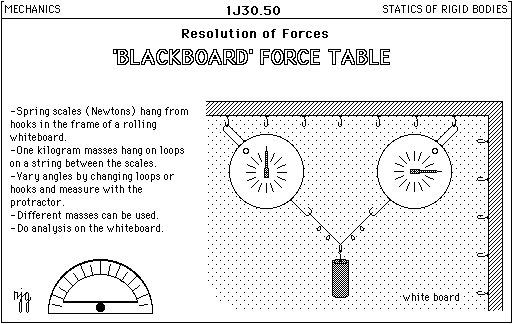 MECHANICS 1J30.50 STATICS OF RIGID BODIES
Resolution of Forces
'BLACKBOARD' FORCE TABLE
-Spring scales (Newtons) hang from
hooks in the frame of a rolling
whiteboard.
-One kilogram masses hang on loops
on a string between the scales.
-Vary angles by changing loops or
hooks and measure with the
protractor.
-Different masses can be used.
-Do analysis on the whiteboard.
white board